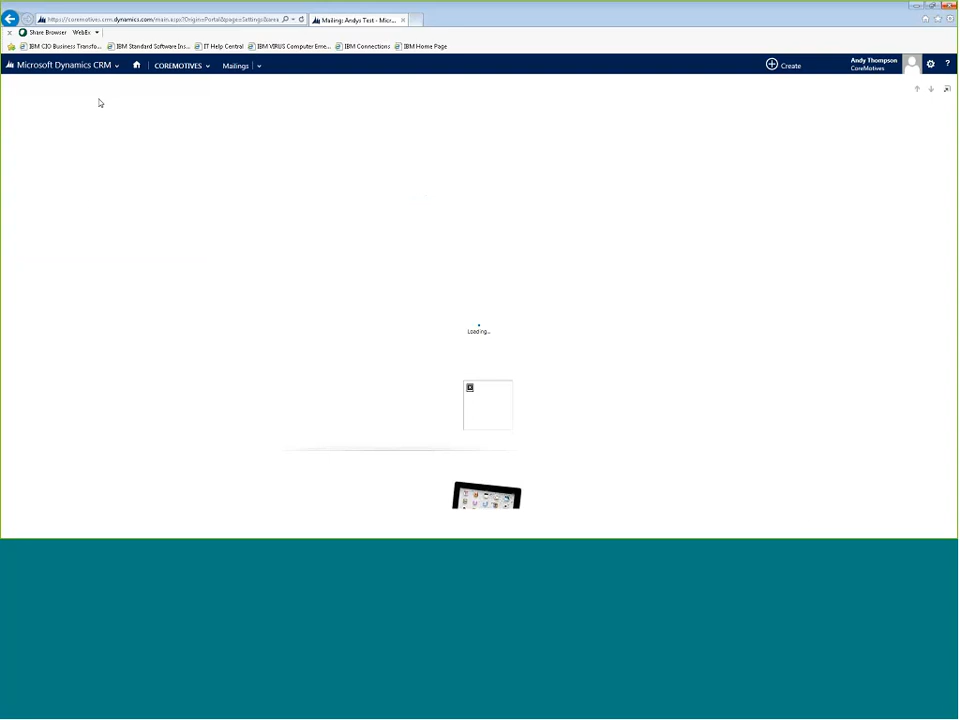 https://coremotives.crm.dynamics.com/main.aspx?Origin=Portal&page=Settings&area
Mailing: Andys Test - Micr...
Share Browser WebEx
IBM CIO Business Transfo... IBM Standard Software Ins... IT Help Central IBM VIRUS Computer Eme... IBM Connections IBM Home Page
Microsoft Dynamics CRM COREMOTIVES Mailings Create Andy Thompson
CoreMotives
?
Loading...